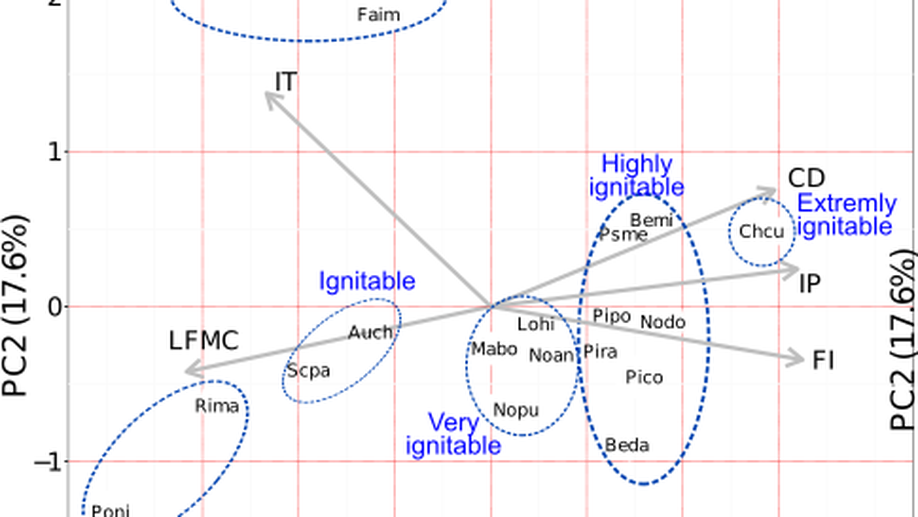 2
Faim
IT
1
Highly
ignitable
CD
Extremly
ignitable
Bemi
Psme
Chcu
Ignitable
IP
0
Lohi
Pipo
Nodo
Auch
LFMC
Mabo
Noan
Pira
FI
Scpa
Pico
Rima
Nopu
Very
ignitable
Beda
−1
Poni
PC2 (17.6%)
PC2 (17.6%)